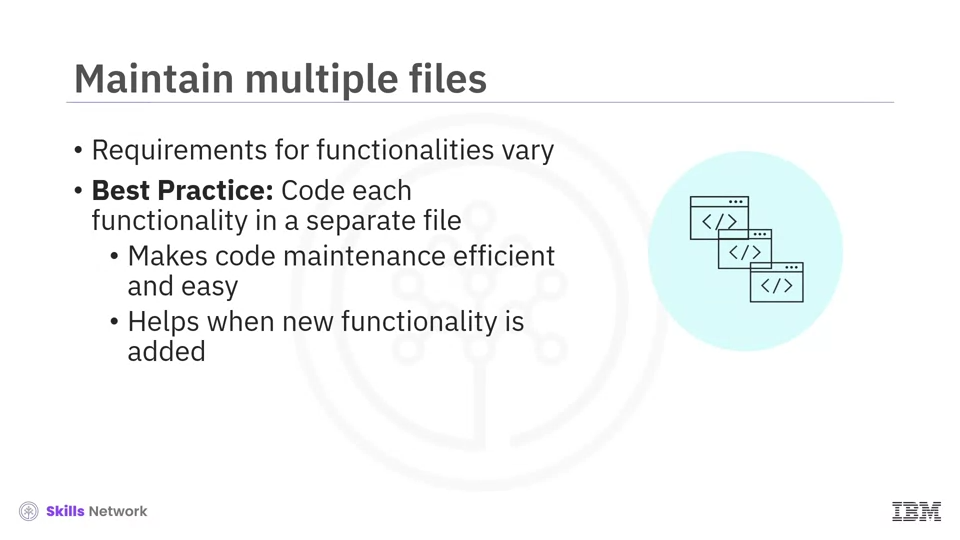 Maintain multiple files
• Requirements for functionalities vary
• Best Practice: Code each
functionality in a separate file
• Makes code maintenance efficient
and easy
• Helps when new functionality is
added
</>
</>
</>
Skills Network
IBM